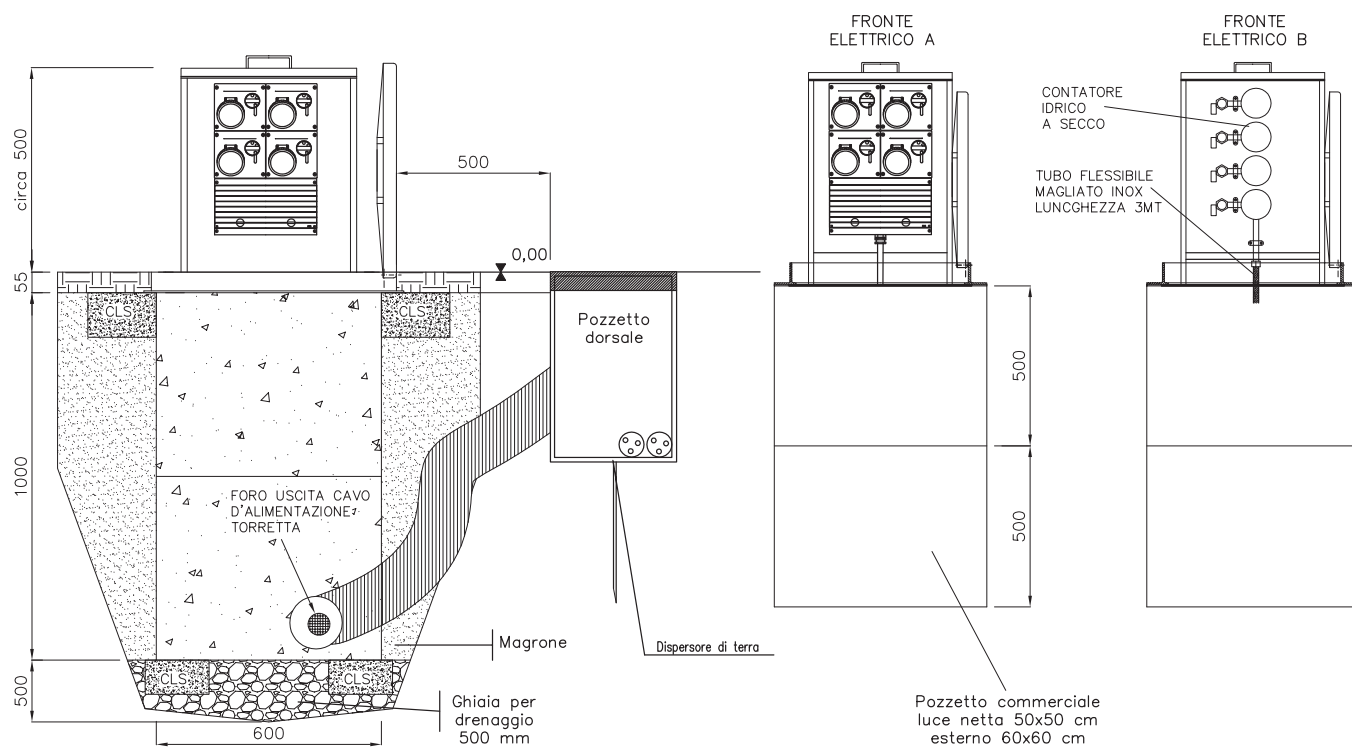 FRONTE
ELETTRICO A
FRONTE
ELETTRICO B
circa 500
500
CONTATORE
IDRICO
A SECCO
TUBO FLESSIBILE
MAGLIATO INOX
LUNCGHEZZA 3MT
0,00
55
CLS
CLS
Pozzetto
dorsale
500
1000
FORO USCITA CAVO
D'ALIMENTAZIONE1
TORRETTA
500
Magrone
Dispersore di terra
CLS
CLS
500
Ghiaia per
drenaggio
500 mm
600
Pozzetto commerciale
luce netta 50x50 cm
esterno 60x60 cm